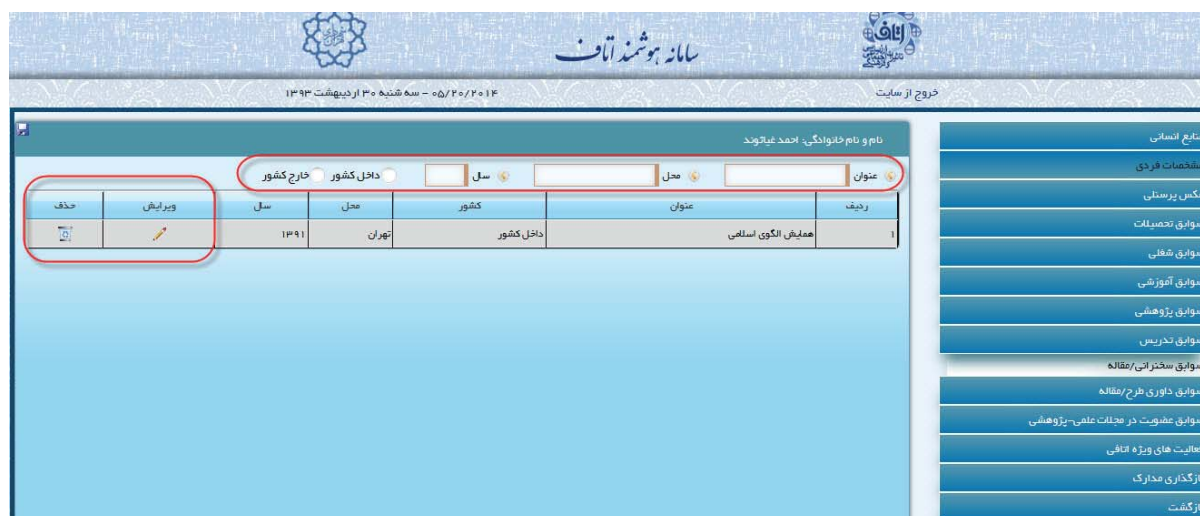 سامانه هوشمند اتاف
خروج از سایت
۰۵/۲۰/۲۰۱۴ - سه شنبه ۳۰ اردیبهشت ۱۳۹۳
نام و نام خانوادگی: احمد غیاثوند
عنوان محل سال داخل کشور خارج کشور
ردیف عنوان کشور محل سال ویرایش حذف
۱ همایش الگوی اسلامی داخل کشور تهران ۱۳۹۱
نابع انسانی
مشخصات فردی
عکس پرسنلی
سوابق تحصیلات
سوابق شغلی
سوابق آموزشی
سوابق پژوهشی
سوابق تدریس
سوابق سخنرانی/مقاله
سوابق داوری طرح/مقاله
سوابق عضویت در مجلات علمی-پژوهشی
فعالیت های ویژه اتافی
بارگذاری مدارک
بازگشت